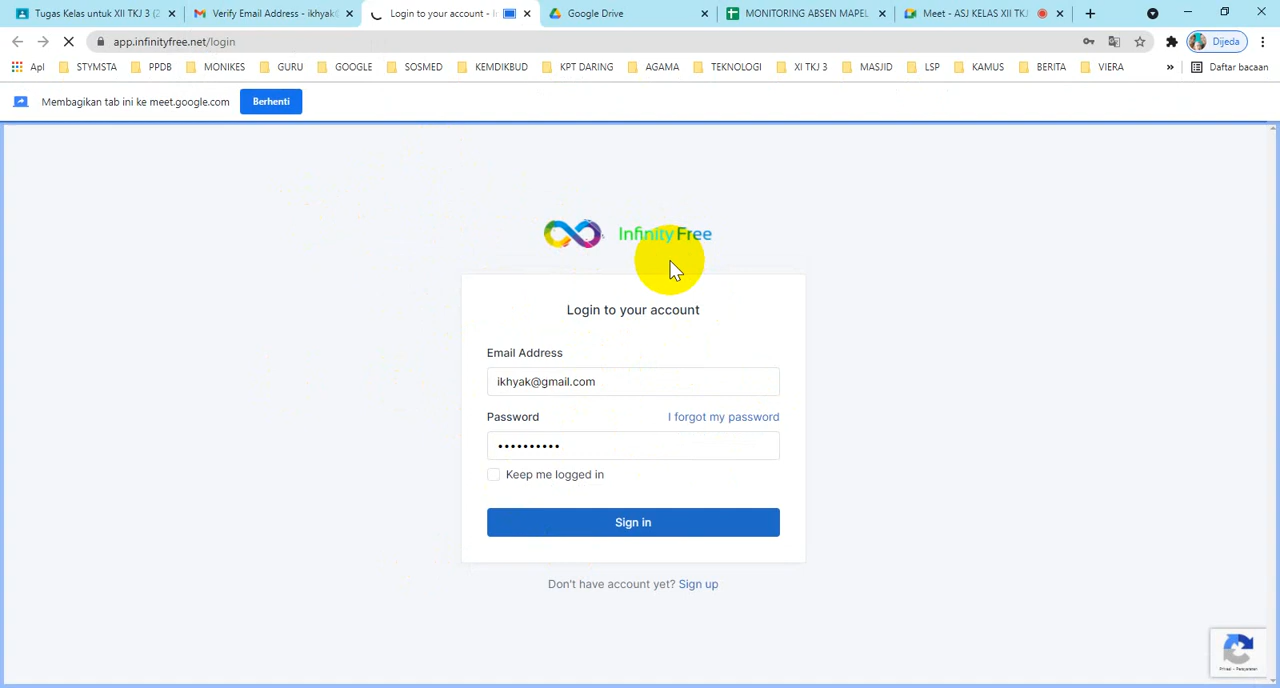 Tugas Kelas untuk XII TKJ 3 (2
Verify Email Address - ikhyak@
Login to your account - I
Google Drive
MONITORING ABSEN MAPEL
Meet - ASJ KELAS XII TKJ
app.infinityfree.net/login
Dijeda
Apl
STYMSTA
PPDB
MONIKES
GURU
GOOGLE
SOSMED
KEMDIKBUD
KPT DARING
AGAMA
TEKNOLOGI
XI TKJ 3
MASJID
LSP
KAMUS
BERITA
VIERA
»
Daftar bacaan
Membagikan tab ini ke meet.google.com
Berhenti
Infinity Free
Login to your account
Email Address
ikhyak@gmail.com
Password
I forgot my password
••••••••••
Keep me logged in
Sign in
Don't have account yet? Sign up